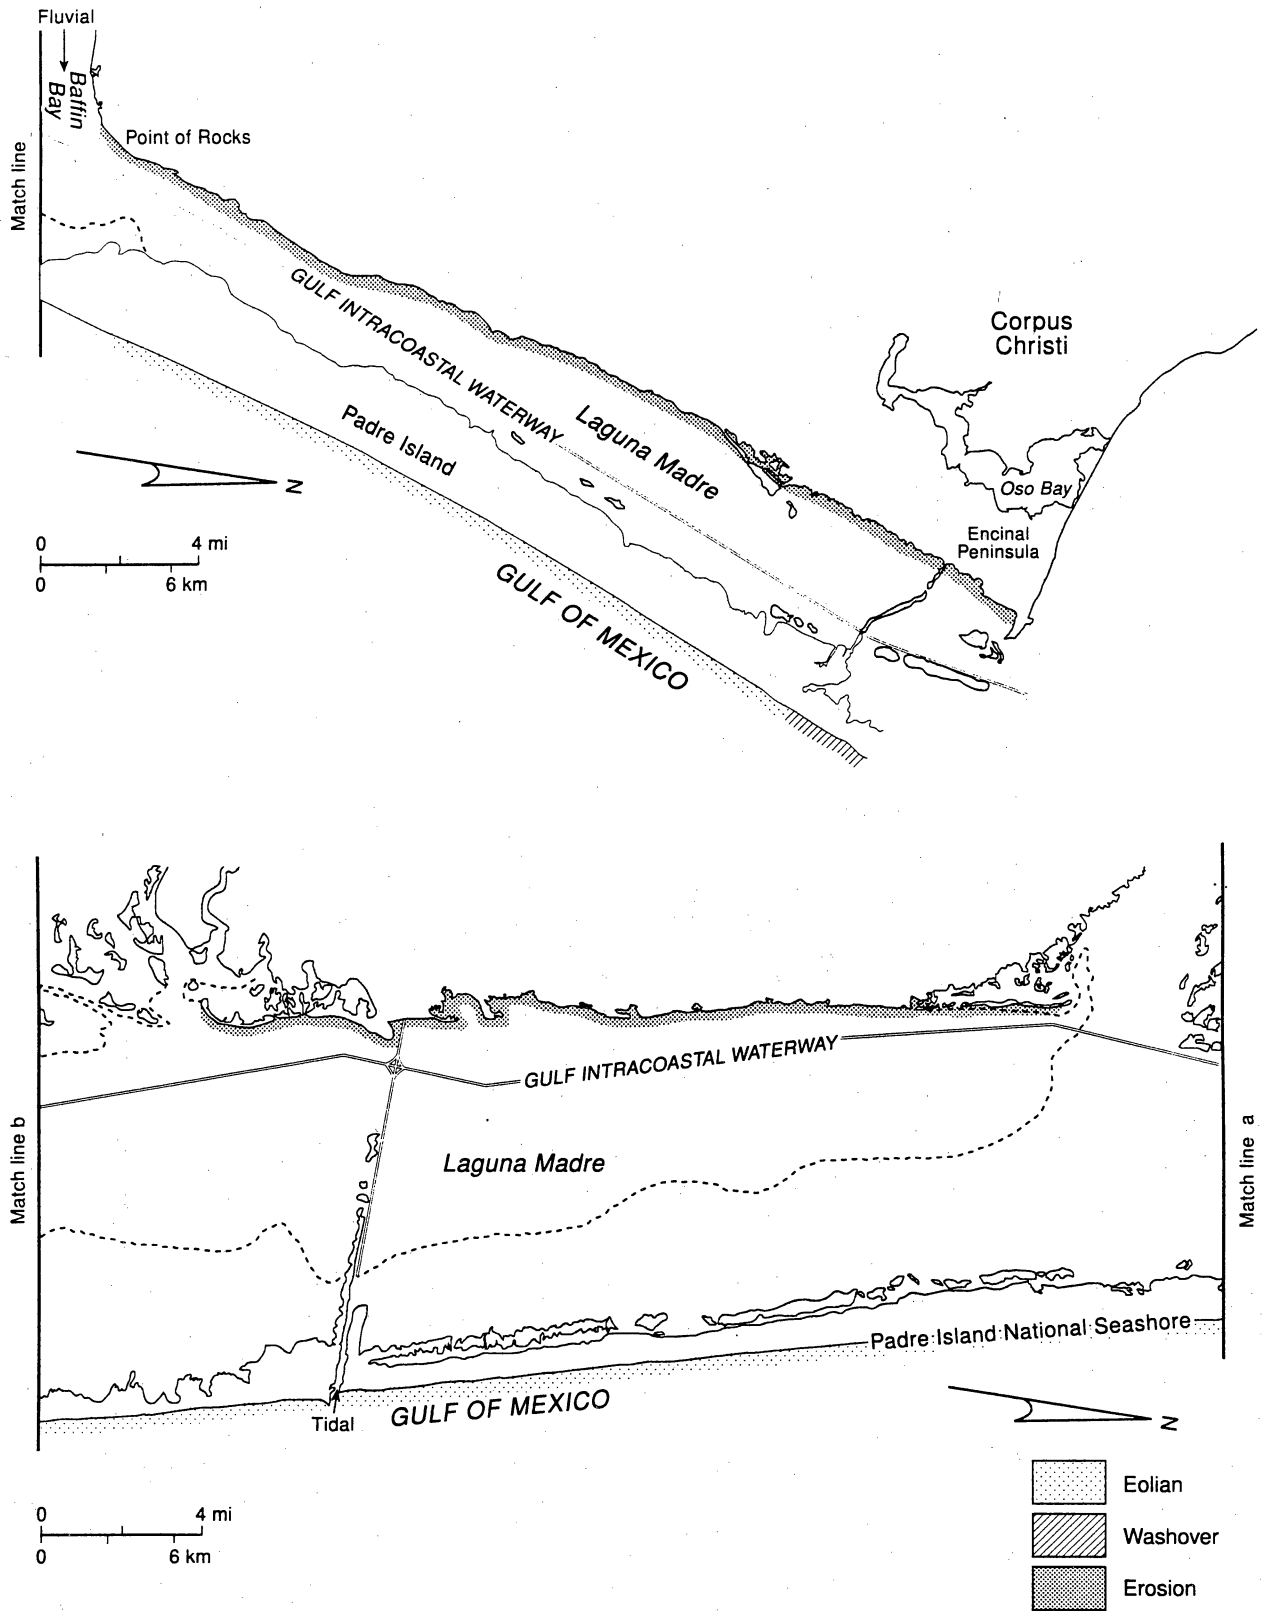 Fluvial
Baffin
Bay
Point of Rocks
Match line
GULF INTRACOASTAL WATERWAY
Corpus
Christi
Laguna Madre
Padre Island
Oso Bay
N
Encinal
Peninsula
0 4 mi
0 6 km
GULF OF MEXICO
GULF INTRACOASTAL WATERWAY
Match line b
Laguna Madre
Match line a
Padre Island National Seashore
GULF OF MEXICO
Tidal
N
Eolian
0 4 mi
Washover
0 6 km
Erosion